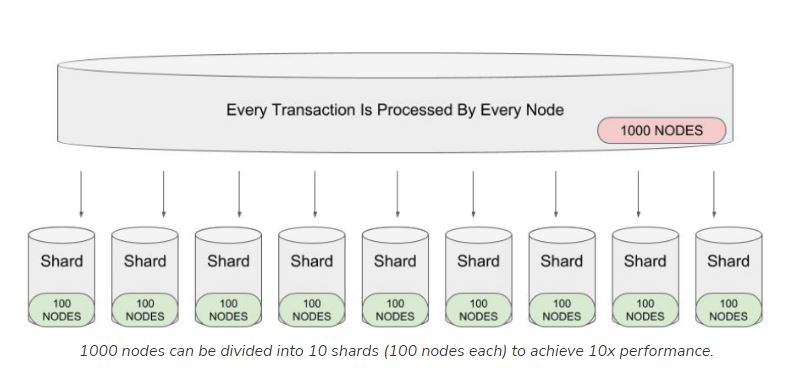 Every Transaction Is Processed By Every Node
1000 NODES
Shard
100
NODES
Shard
100
NODES
Shard
100
NODES
Shard
100
NODES
Shard
100
NODES
Shard
100
NODES
Shard
100
NODES
Shard
100
NODES
Shard
100
NODES
1000 nodes can be divided into 10 shards (100 nodes each) to achieve 10x performance.